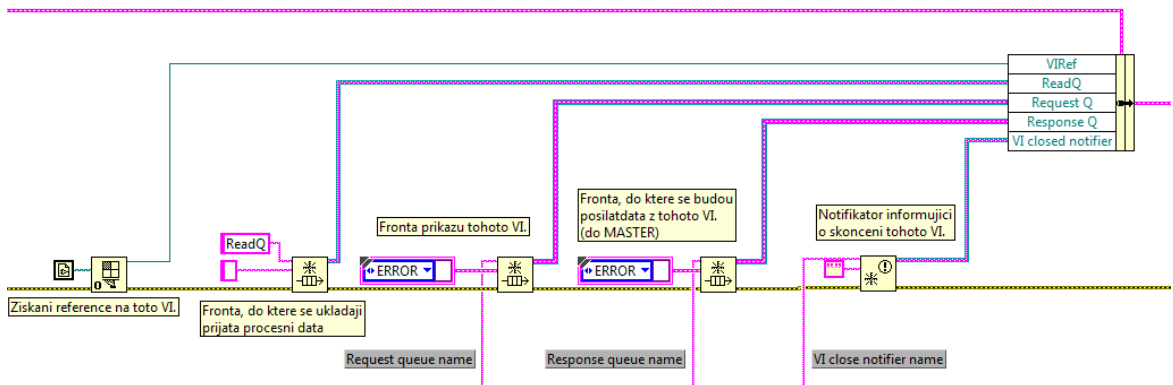 VIRef
ReadQ
Request Q
Response Q
VI closed notifier
Fronta, do ktere se budou
posilatdata z tohoto VI.
(do MASTER)
Fronta prikazu tohoto VI.
Notifikator informujici
o skonceni tohoto VI.
ReadQ
ERROR
ERROR
""
Ziskani reference na toto VI.
Fronta, do ktere se ukladaji
prijata procesni data
Request queue name
Response queue name
VI close notifier name